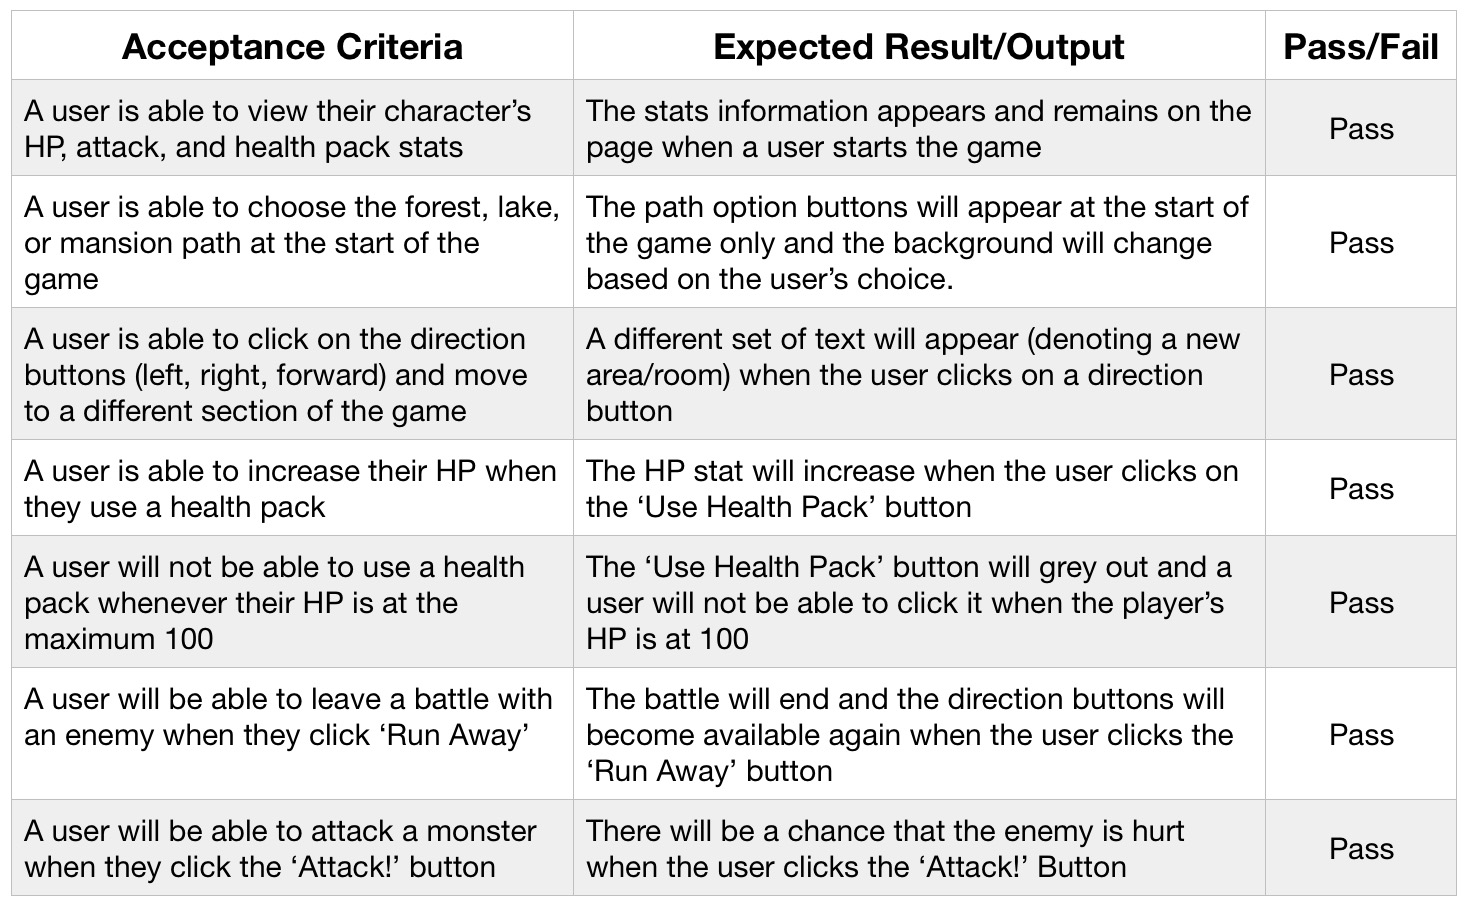 Acceptance Criteria
Expected Result/Output
Pass/Fail
A user is able to view their character’s
HP, attack, and health pack stats
The stats information appears and remains on the
page when a user starts the game
Pass
A user is able to choose the forest, lake,
or mansion path at the start of the
game
The path option buttons will appear at the start of
the game only and the background will change
based on the user’s choice.
Pass
A user is able to click on the direction
buttons (left, right, forward) and move
to a different section of the game
A different set of text will appear (denoting a new
area/room) when the user clicks on a direction
button
Pass
A user is able to increase their HP when
they use a health pack
The HP stat will increase when the user clicks on
the ‘Use Health Pack’ button
Pass
A user will not be able to use a health
pack whenever their HP is at the
maximum 100
The ‘Use Health Pack’ button will grey out and a
user will not be able to click it when the player’s
HP is at 100
Pass
A user will be able to leave a battle with
an enemy when they click ‘Run Away’
The battle will end and the direction buttons will
become available again when the user clicks the
‘Run Away’ button
Pass
A user will be able to attack a monster
when they click the ‘Attack!’ button
There will be a chance that the enemy is hurt
when the user clicks the ‘Attack!’ Button
Pass